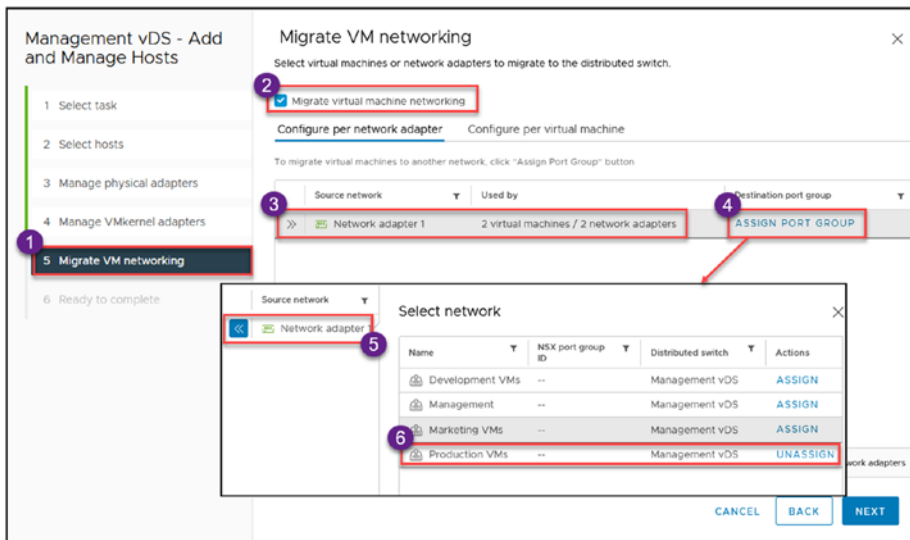 Management vDS - Add
and Manage Hosts
1 Select task
2 Select hosts
3 Manage physical adapters
4 Manage VMkernel adapters
1
5 Migrate VM networking
6 Ready to complete
Migrate VM networking
Select virtual machines or network adapters to migrate to the distributed switch.
2
Migrate virtual machine networking
Configure per network adapter Configure per virtual machine
To migrate virtual machines to another network, click "Assign Port Group" button
Source network Used by Destination port group
3
4
Network adapter 1 2 virtual machines / 2 network adapters ASSIGN PORT GROUP
Source network
Network adapter 1
5
Select network
Name NSX port group ID Distributed switch Actions
Development VMs -- Management vDS ASSIGN
Management -- Management vDS ASSIGN
Marketing VMs -- Management vDS ASSIGN
6
Production VMs -- Management vDS UNASSIGN
work adapters
CANCEL BACK NEXT